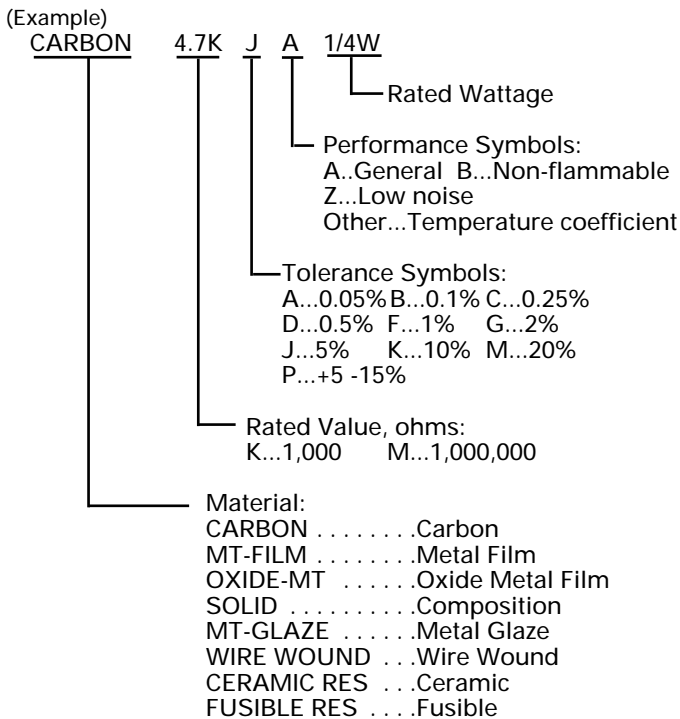 (Example)
CARBON 4.7K J A 1/4W
Rated Wattage
Performance Symbols:
A..General B...Non-flammable
Z...Low noise
Other...Temperature coefficient
Tolerance Symbols:
A...0.05% B...0.1% C...0.25%
D...0.5% F...1% G...2%
J...5% K...10% M...20%
P...+5 -15%
Rated Value, ohms:
K...1,000 M...1,000,000
Material:
CARBON . . . . . . . .Carbon
MT-FILM . . . . . . . .Metal Film
OXIDE-MT . . . . . .Oxide Metal Film
SOLID . . . . . . . . . .Composition
MT-GLAZE . . . . . .Metal Glaze
WIRE WOUND . . .Wire Wound
CERAMIC RES . . .Ceramic
FUSIBLE RES . . . .Fusible